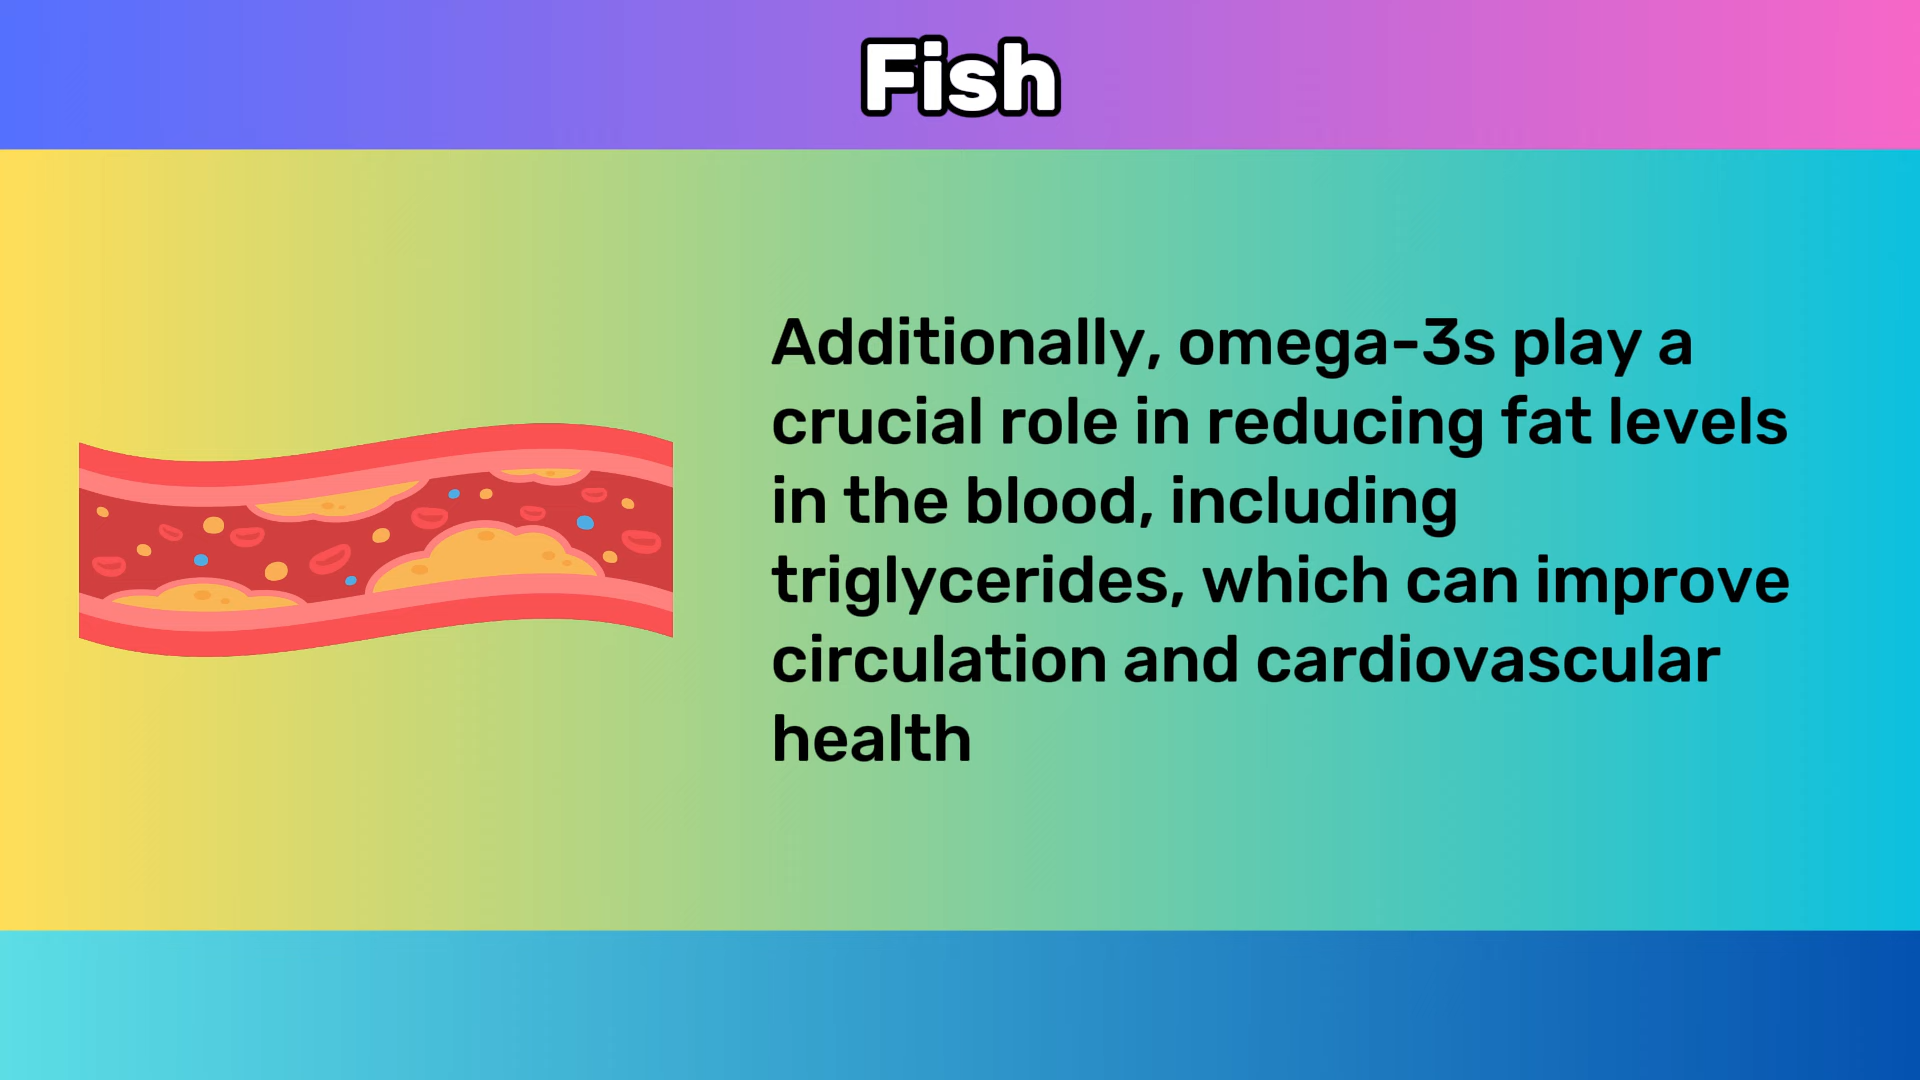 Fish
Additionally, omega-3s play a
crucial role in reducing fat levels
in the blood, including
triglycerides, which can improve
circulation and cardiovascular
health